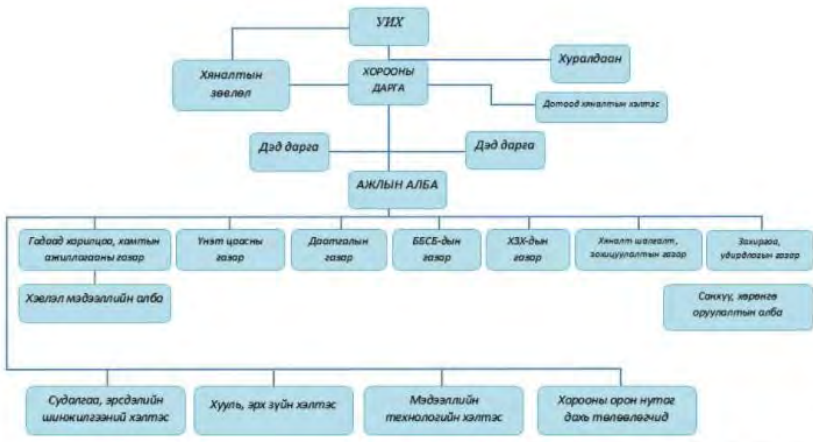 УИХ
Хуралдаан
Хяналтын
зөвлөл
ХОРООНЫ
ДАРГА
Дотоод хяналтын хэлтэс
Дэд дарга
Дэд дарга
АЖЛЫН АЛБА
Гадаад харилцаа, хамтын
ажиллагааны газар
Үнэт цаасны
газар
Даатгалын
газар
ББСБ-дын
газар
ХЗХ-дын
газар
Хяналт шалгалт,
зохицуулалтын газар
Захиргаа,
удирдлагын газар
Хэвлэл мэдээллийн алба
Санхүү, хөрөнгө
оруулалтын алба
Судалгаа, эрсдэлийн
шинжилгээний хэлтэс
Хууль, эрх зүйн хэлтэс
Мэдээллийн
технологийн хэлтэс
Хорооны орон нутаг
дахь төлөөлөгчид